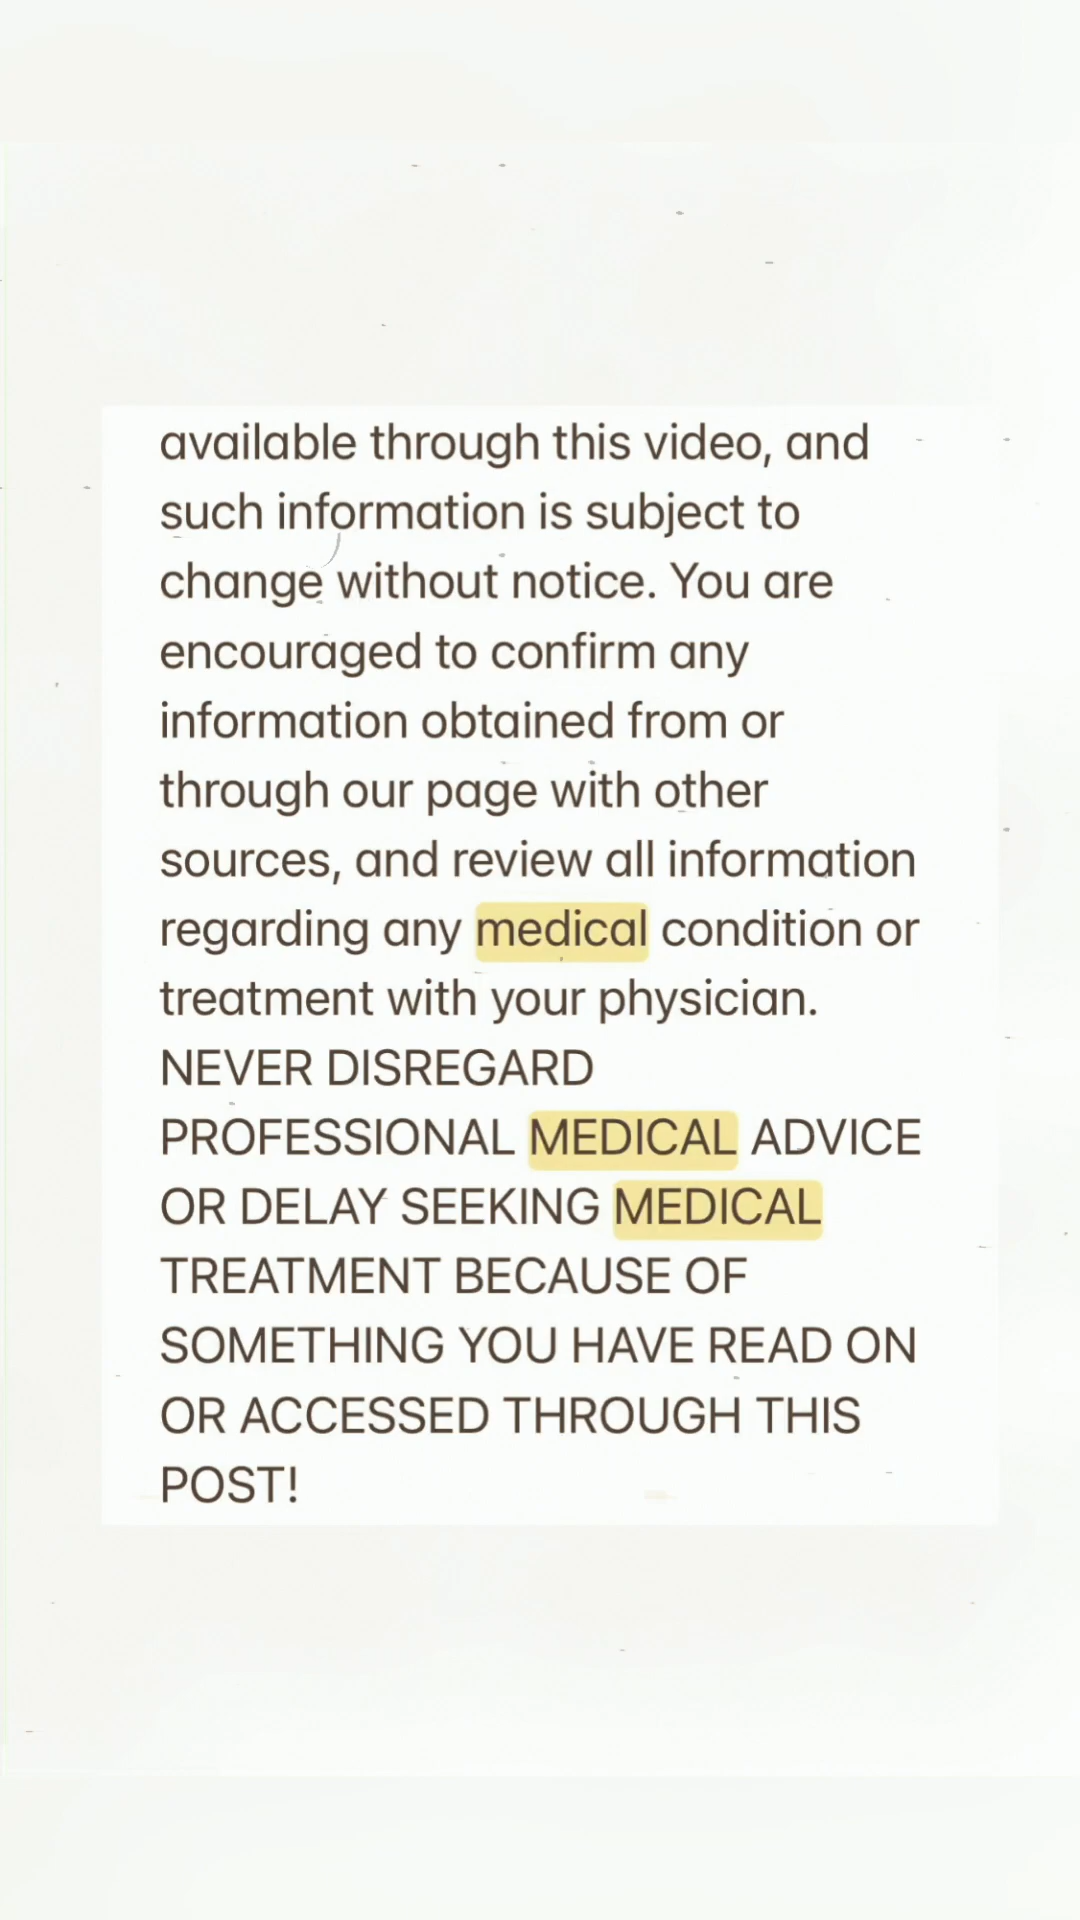 available through this video, and
such information is subject to
change without notice. You are
encouraged to confirm any
information obtained from or
through our page with other
sources, and review all information
regarding any medical condition or
treatment with your physician.
NEVER DISREGARD
PROFESSIONAL MEDICAL ADVICE
OR DELAY SEEKING MEDICAL
TREATMENT BECAUSE OF
SOMETHING YOU HAVE READ ON
OR ACCESSED THROUGH THIS
POST!